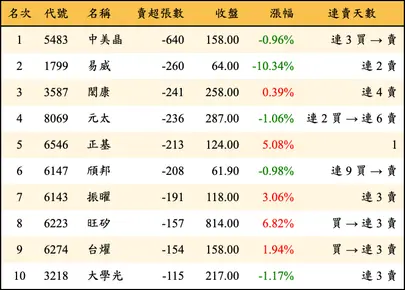 名次 代號 名稱 賣超張數 收盤 漲幅 連賣天數
1 5483 中美晶 -640 158.00 -0.96% 連 3 買 → 賣
2 1799 易威 -260 64.00 -10.34% 連 2 賣
3 3587 閎康 -241 258.00 0.39% 連 4 賣
4 8069 元太 -236 287.00 -1.06% 連 2 買 → 連 6 賣
5 6546 正基 -213 124.00 5.08% 1
6 6147 頎邦 -208 61.90 -0.98% 連 9 買 → 賣
7 6143 振曜 -191 118.00 3.06% 連 3 賣
8 6223 旺矽 -157 814.00 6.82% 買 → 連 3 賣
9 6274 台燿 -154 158.00 1.94% 買 → 連 3 賣
10 3218 大學光 -115 217.00 -1.17% 連 3 賣